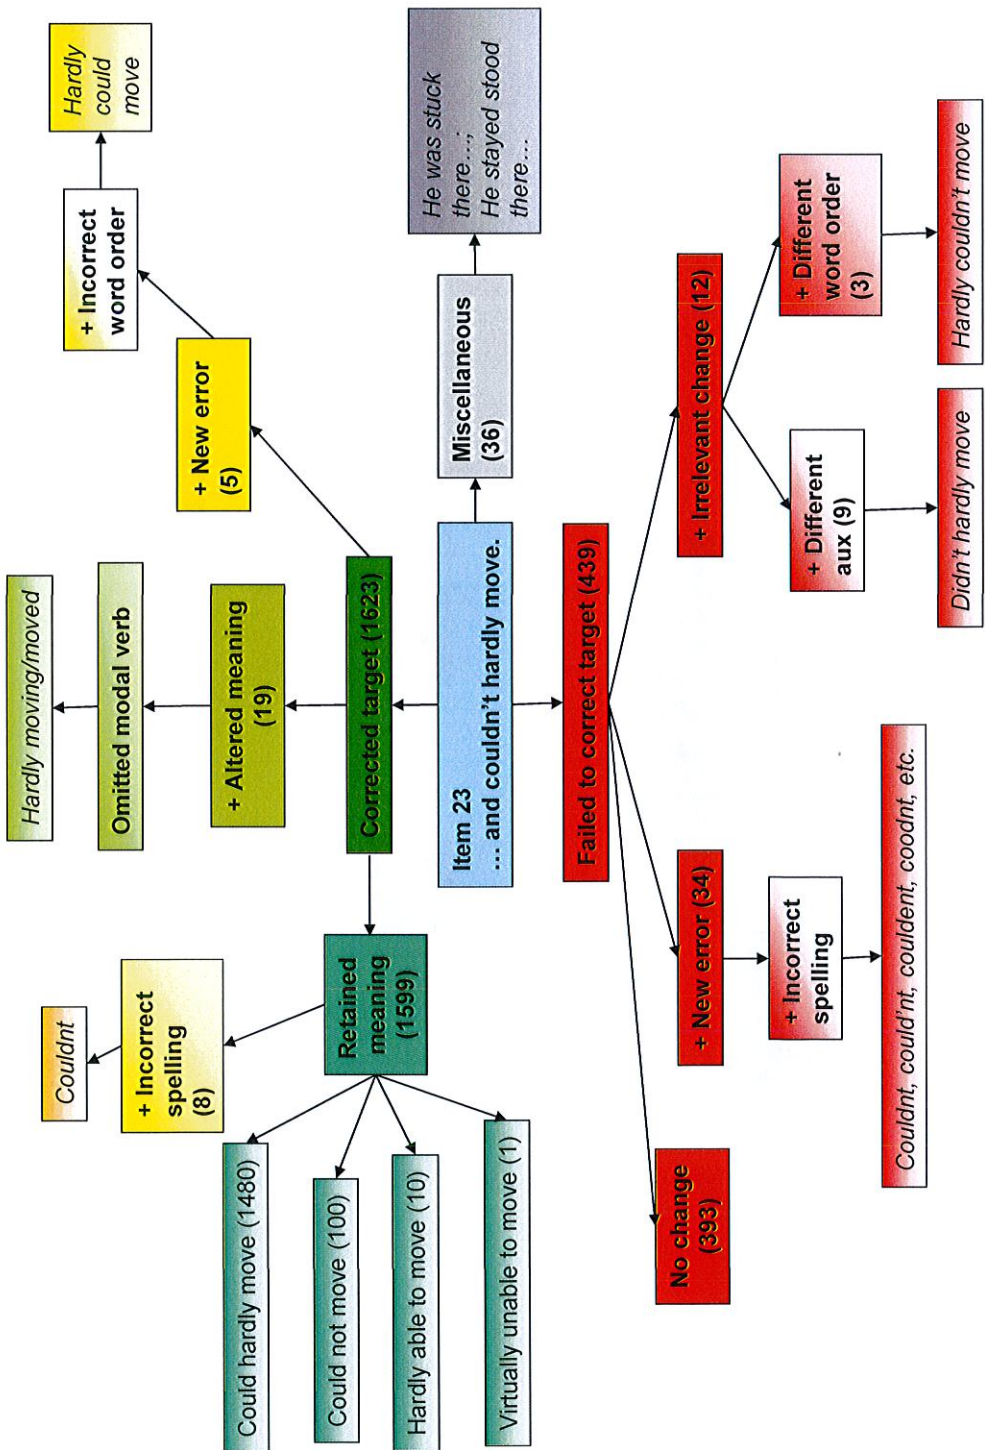 Could hardly move (1480)
Could not move (100)
Hardly able to move (10)
Virtually unable to move (1)
Couldnt
+ Incorrect
spelling
(8)
Retained
meaning
(1599)
Hardly moving/moved
Omitted modal verb
+ Altered meaning
(19)
Corrected target (1623)
+ New error
(5)
+ Incorrect
word order
Hardly
could
move
Item 23
… and couldn't hardly move.
Miscellaneous
(36)
He was stuck
there…;
He stayed stood
there…
Failed to correct target (439)
No change
(393)
+ New error (34)
+ Incorrect
spelling
Couldnt, could'nt, couldent, coodnt, etc.
+ Irrelevant change (12)
+ Different
aux (9)
Didn't hardly move
+ Different
word order
(3)
Hardly couldn't move